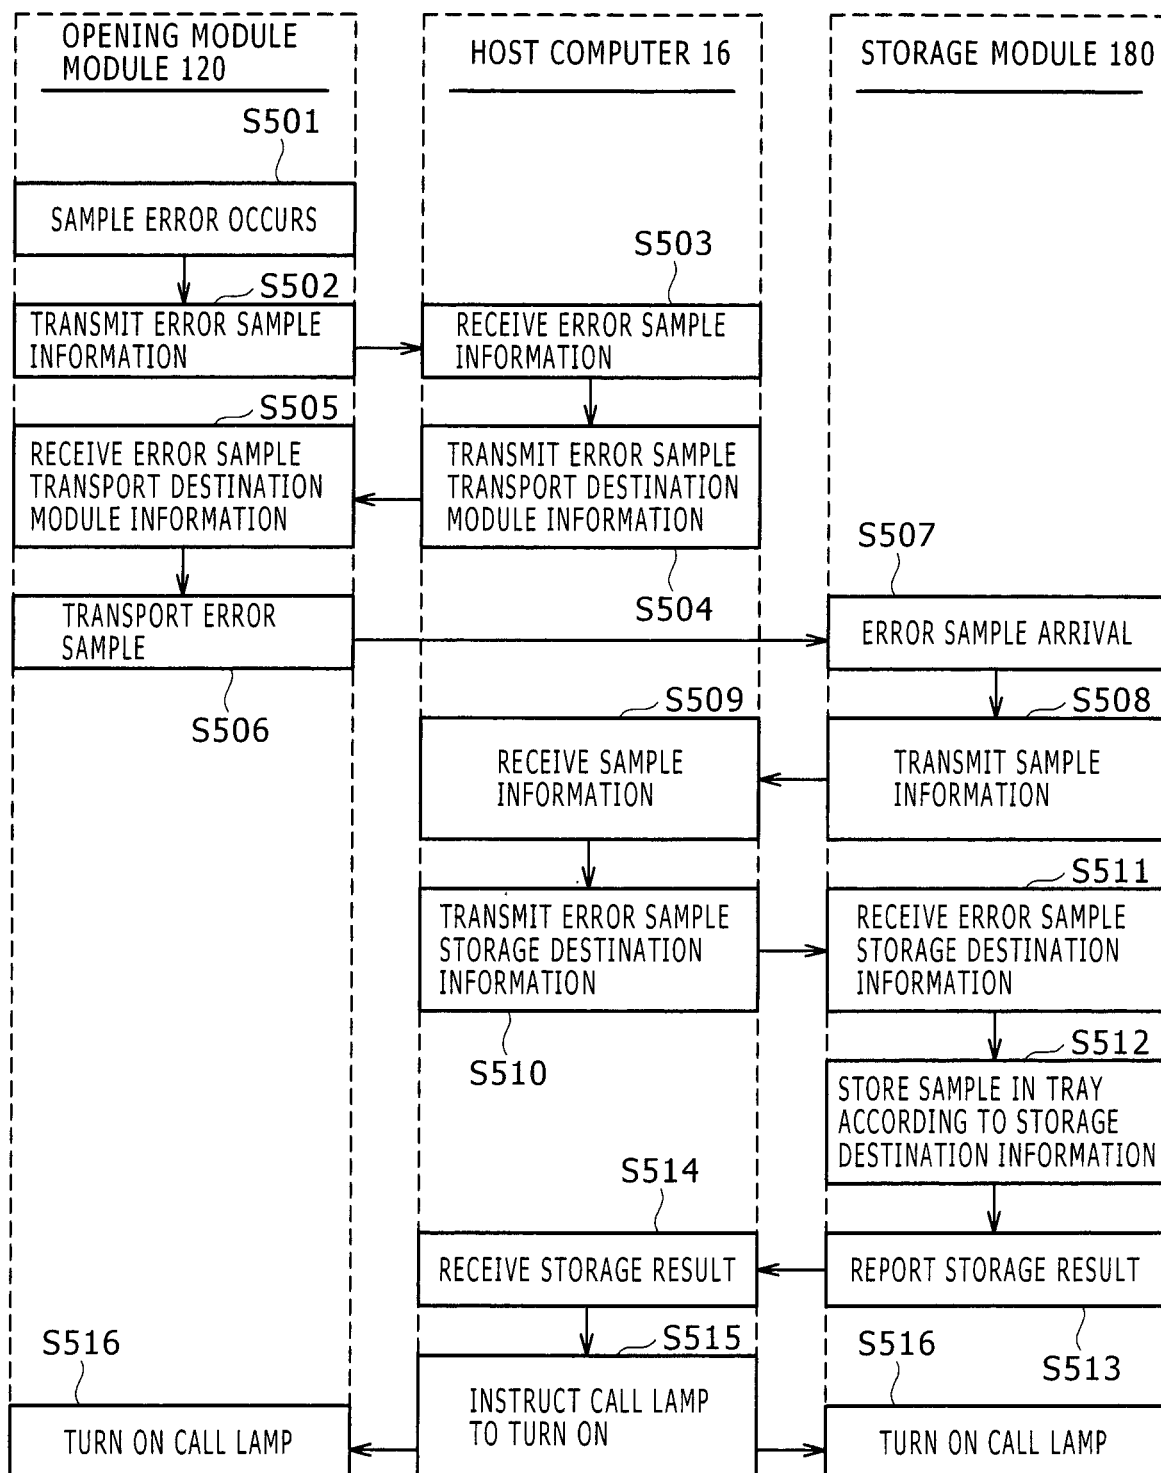 OPENING MODULE
MODULE 120
HOST COMPUTER 16
STORAGE MODULE 180
S501
SAMPLE ERROR OCCURS
S502
TRANSMIT ERROR SAMPLE
INFORMATION
S503
RECEIVE ERROR SAMPLE
INFORMATION
S505
RECEIVE ERROR SAMPLE
TRANSPORT DESTINATION
MODULE INFORMATION
TRANSMIT ERROR SAMPLE
TRANSPORT DESTINATION
MODULE INFORMATION
S504
TRANSPORT ERROR
SAMPLE
S506
S507
ERROR SAMPLE ARRIVAL
S508
TRANSMIT SAMPLE
INFORMATION
S509
RECEIVE SAMPLE
INFORMATION
TRANSMIT ERROR SAMPLE
STORAGE DESTINATION
INFORMATION
S510
S511
RECEIVE ERROR SAMPLE
STORAGE DESTINATION
INFORMATION
S512
STORE SAMPLE IN TRAY
ACCORDING TO STORAGE
DESTINATION INFORMATION
S514
RECEIVE STORAGE RESULT
REPORT STORAGE RESULT
S513
S515
INSTRUCT CALL LAMP
TO TURN ON
S516
TURN ON CALL LAMP
S516
TURN ON CALL LAMP